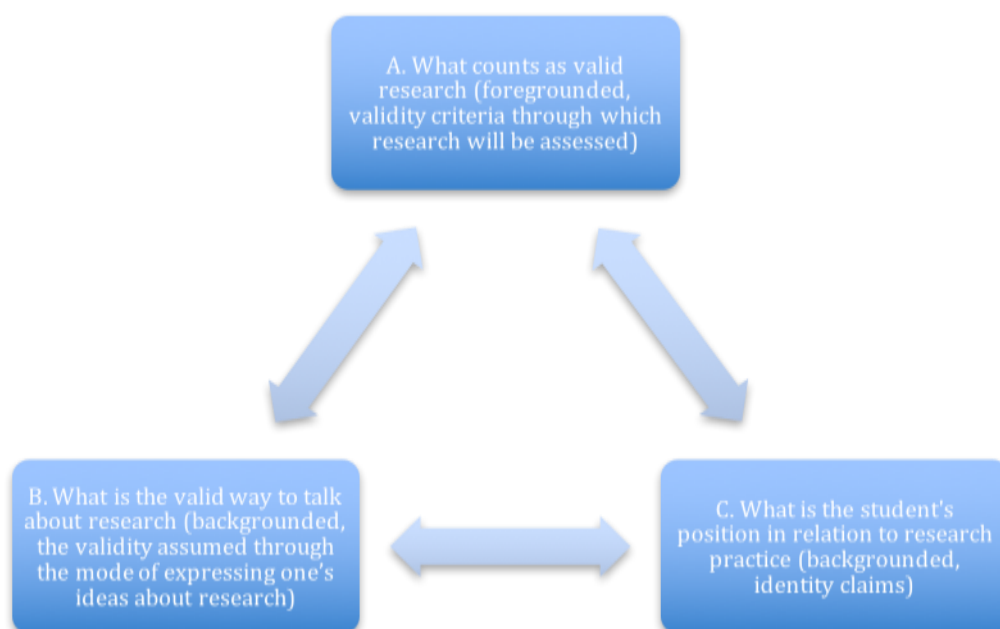 A. What counts as valid
research (foregrounded,
validity criteria through which
research will be assessed)
B. What is the valid way to talk
about research (backgrounded,
the validity assumed through
the mode of expressing one's
ideas about research)
C. What is the student's
position in relation to research
practice (backgrounded,
identity claims)